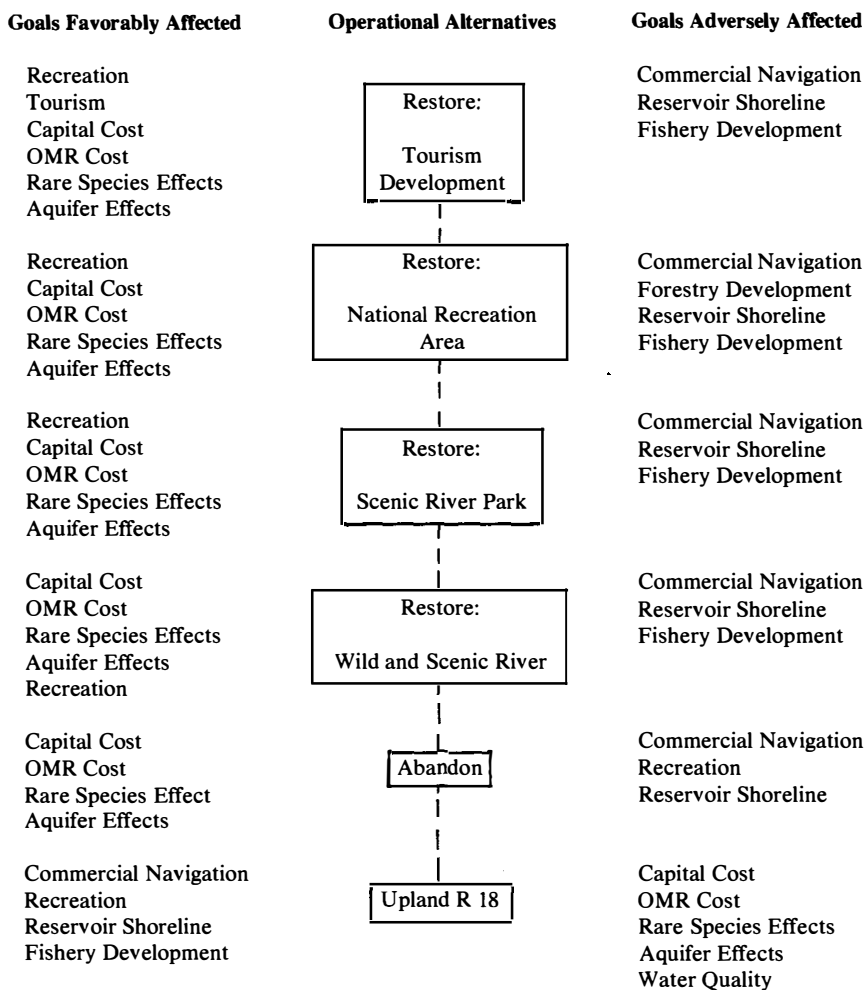 Goals Favorably Affected Operational Alternatives Goals Adversely Affected
Recreation
Tourism
Capital Cost
OMR Cost
Rare Species Effects
Aquifer Effects
Restore:
Tourism
Development
Commercial Navigation
Reservoir Shoreline
Fishery Development
Recreation
Capital Cost
OMR Cost
Rare Species Effects
Aquifer Effects
Restore:
National Recreation
Area
Commercial Navigation
Forestry Development
Reservoir Shoreline
Fishery Development
Recreation
Capital Cost
OMR Cost
Rare Species Effects
Aquifer Effects
Restore:
Scenic River Park
Commercial Navigation
Reservoir Shoreline
Fishery Development
Capital Cost
OMR Cost
Rare Species Effects
Aquifer Effects
Recreation
Restore:
Wild and Scenic River
Commercial Navigation
Reservoir Shoreline
Fishery Development
Capital Cost
OMR Cost
Rare Species Effect
Aquifer Effects
Abandon
Commercial Navigation
Recreation
Reservoir Shoreline
Commercial Navigation
Recreation
Reservoir Shoreline
Fishery Development
Upland R 18
Capital Cost
OMR Cost
Rare Species Effects
Aquifer Effects
Water Quality